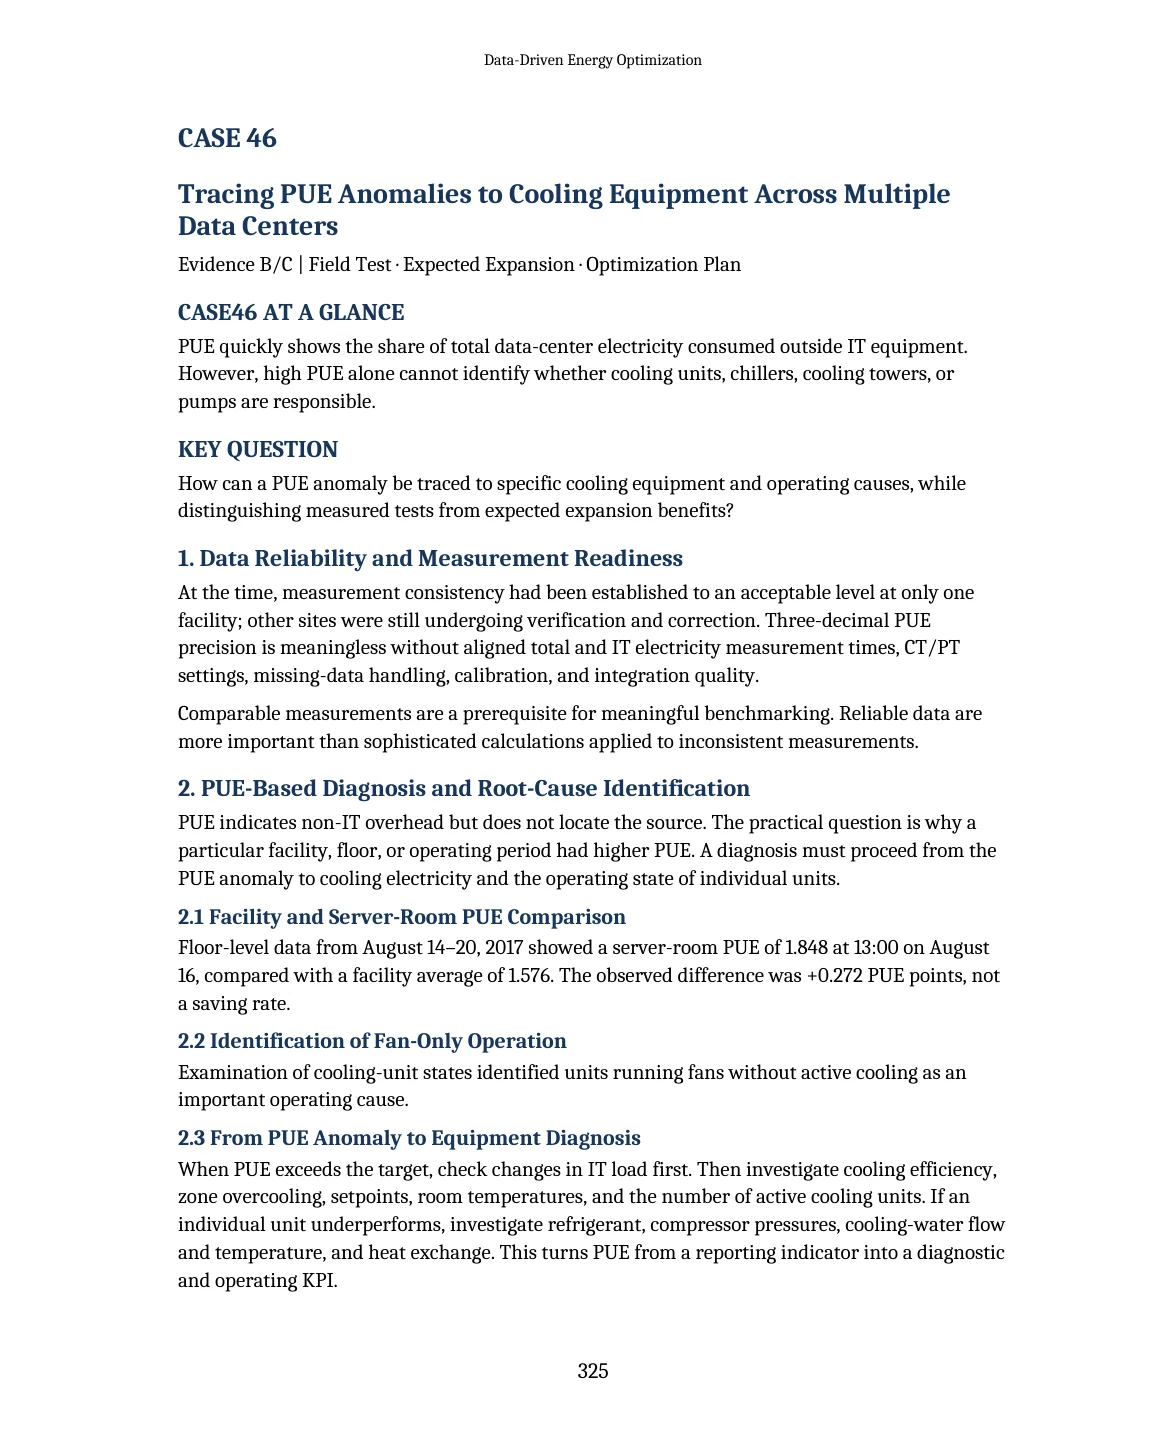 Data-Driven Energy Optimization
CASE 46
Tracing PUE Anomalies to Cooling Equipment Across Multiple
Data Centers
Evidence B/C | Field Test · Expected Expansion · Optimization Plan
CASE46 AT A GLANCE
PUE quickly shows the share of total data-center electricity consumed outside IT equipment.
However, high PUE alone cannot identify whether cooling units, chillers, cooling towers, or
pumps are responsible.
KEY QUESTION
How can a PUE anomaly be traced to specific cooling equipment and operating causes, while
distinguishing measured tests from expected expansion benefits?
1. Data Reliability and Measurement Readiness
At the time, measurement consistency had been established to an acceptable level at only one
facility; other sites were still undergoing verification and correction. Three-decimal PUE
precision is meaningless without aligned total and IT electricity measurement times, CT/PT
settings, missing-data handling, calibration, and integration quality.
Comparable measurements are a prerequisite for meaningful benchmarking. Reliable data are
more important than sophisticated calculations applied to inconsistent measurements.
2. PUE-Based Diagnosis and Root-Cause Identification
PUE indicates non-IT overhead but does not locate the source. The practical question is why a
particular facility, floor, or operating period had higher PUE. A diagnosis must proceed from the
PUE anomaly to cooling electricity and the operating state of individual units.
2.1 Facility and Server-Room PUE Comparison
Floor-level data from August 14–20, 2017 showed a server-room PUE of 1.848 at 13:00 on August
16, compared with a facility average of 1.576. The observed difference was +0.272 PUE points, not
a saving rate.
2.2 Identification of Fan-Only Operation
Examination of cooling-unit states identified units running fans without active cooling as an
important operating cause.
2.3 From PUE Anomaly to Equipment Diagnosis
When PUE exceeds the target, check changes in IT load first. Then investigate cooling efficiency,
zone overcooling, setpoints, room temperatures, and the number of active cooling units. If an
individual unit underperforms, investigate refrigerant, compressor pressures, cooling-water flow
and temperature, and heat exchange. This turns PUE from a reporting indicator into a diagnostic
and operating KPI.
325